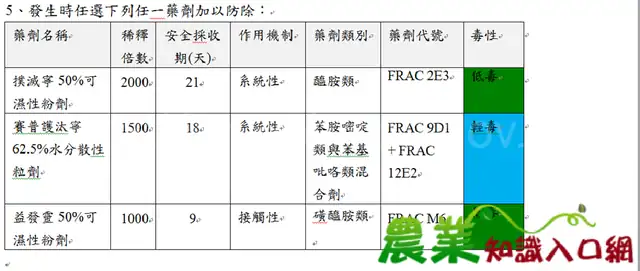 5、發生時任選下列任一藥劑加以防除：
藥劑名稱 稀釋倍數 安全採收期(天) 作用機制 藥劑類別 藥劑代號 毒性
撲滅寧 50%可濕性粉劑 2000 21 系統性 醯胺類 FRAC 2E3 低毒
賽普護汰寧 62.5%水分散性粒劑 1500 18 系統性 苯胺嘧啶類與苯基吡咯類混合劑 FRAC 9D1＋FRAC 12E2 輕毒
益發靈 50%可濕性粉劑 1000 9 接觸性 磺醯胺類 FRAC M6
農業知識入口網